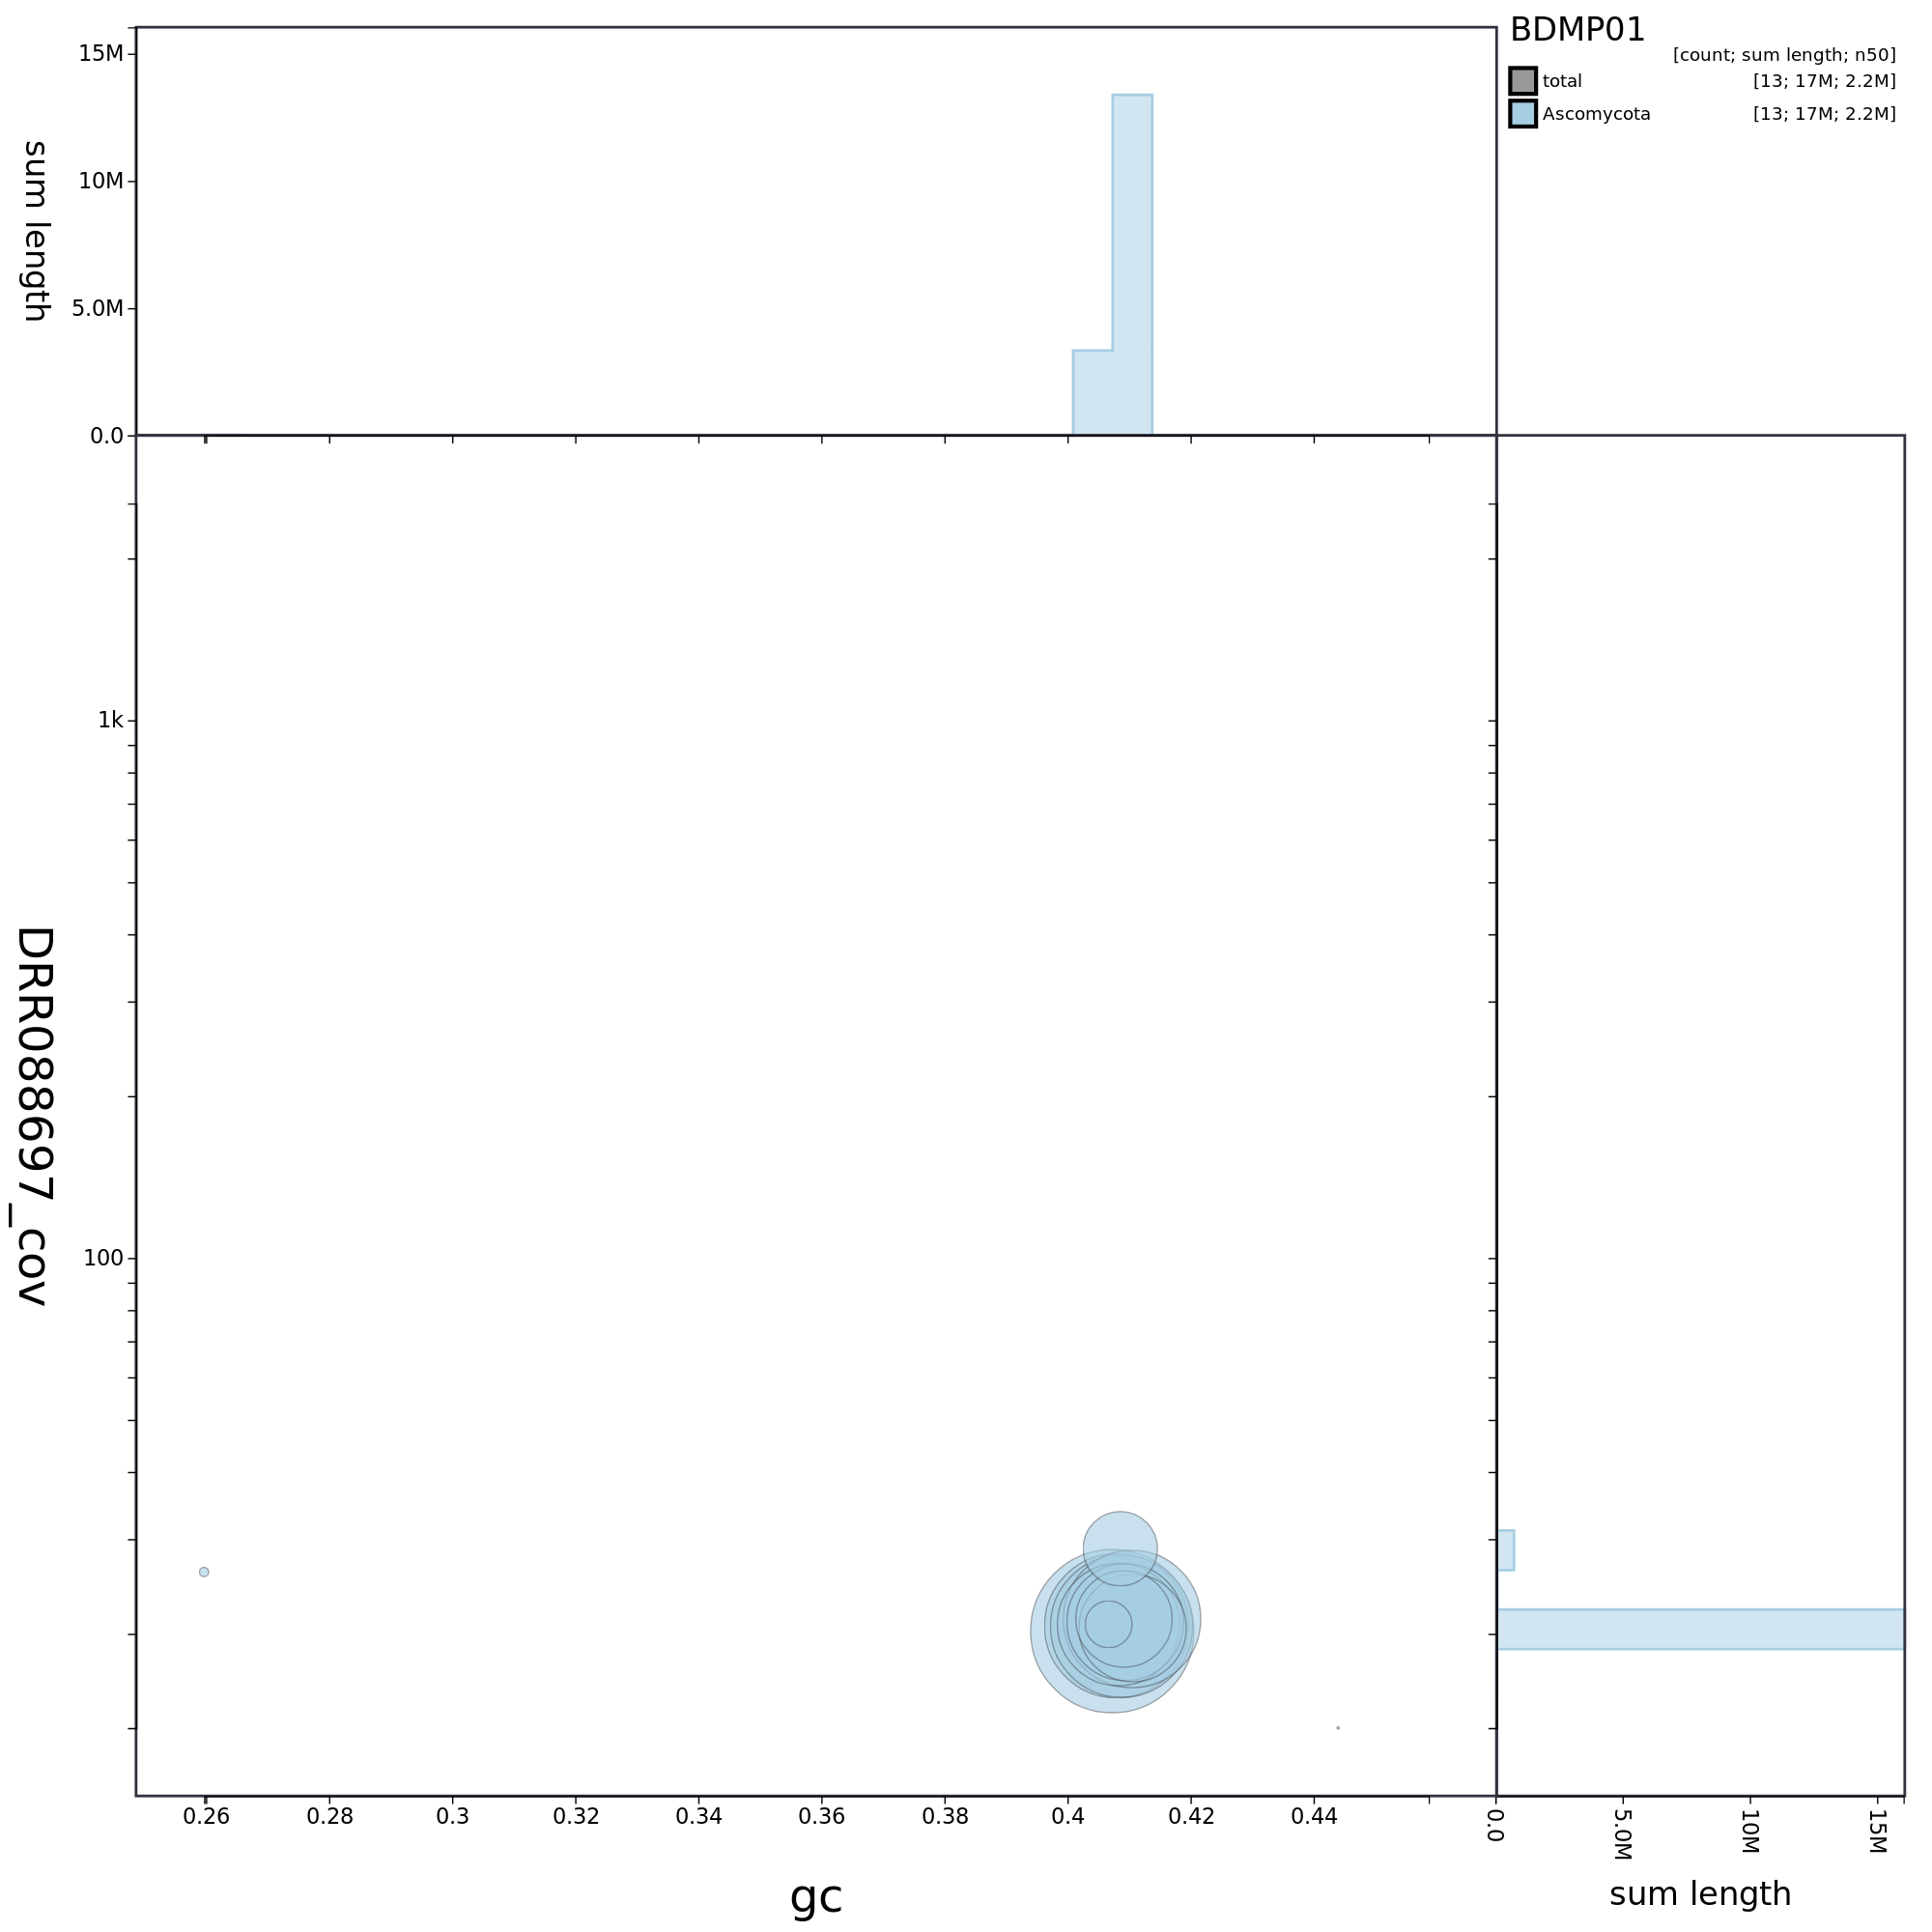 BDMP01
[count; sum length; n50]
total [13; 17M; 2.2M]
Ascomycota [13; 17M; 2.2M]
sum length
15M
10M
5.0M
0.0
DRR088697_cov
1k
100
0.26 0.28 0.3 0.32 0.34 0.36 0.38 0.4 0.42 0.44
gc
0.0 5.0M 10M 15M
sum length